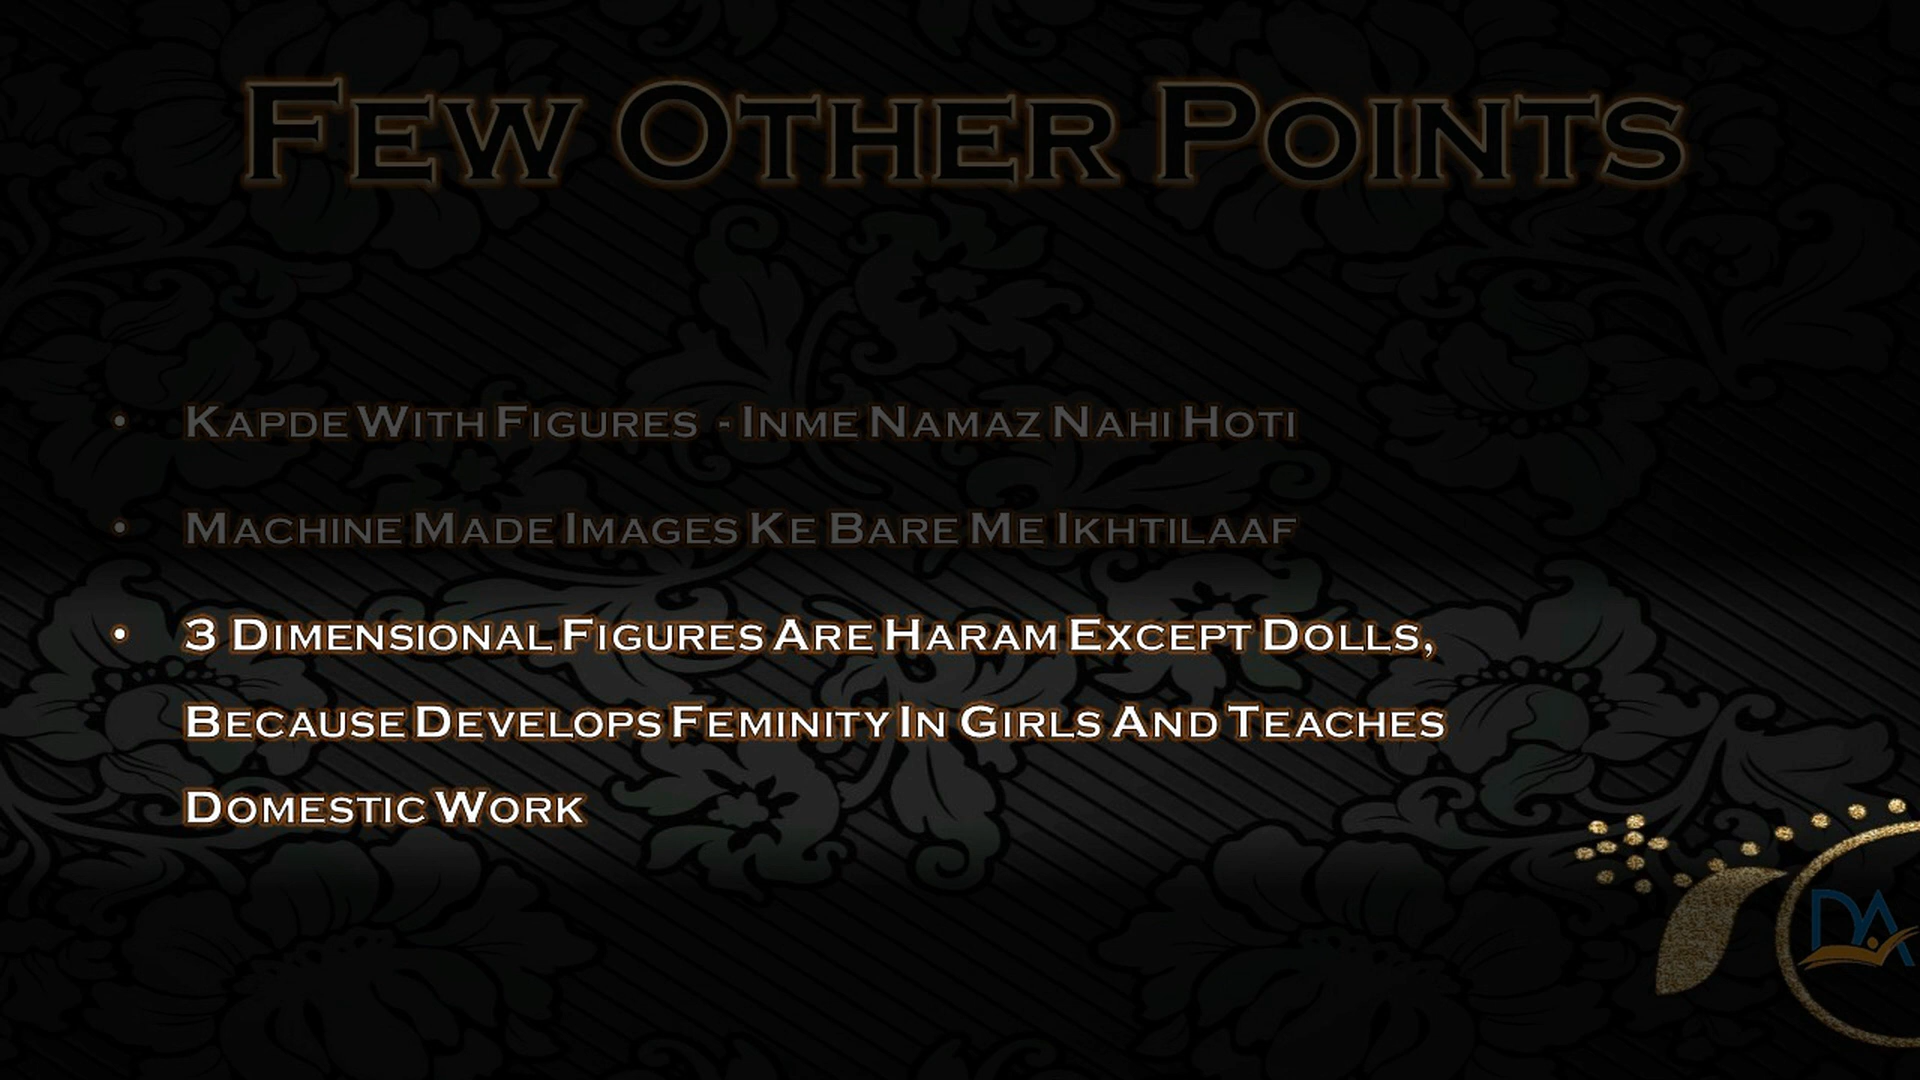 Few Other Points
• Kapde With Figures - Inme Namaz Nahi Hoti
• Machine Made Images Ke Bare Me Ikhtilaaf
• 3 Dimensional Figures Are Haram Except Dolls,
Because Develops Feminity In Girls And Teaches
Domestic Work
DA